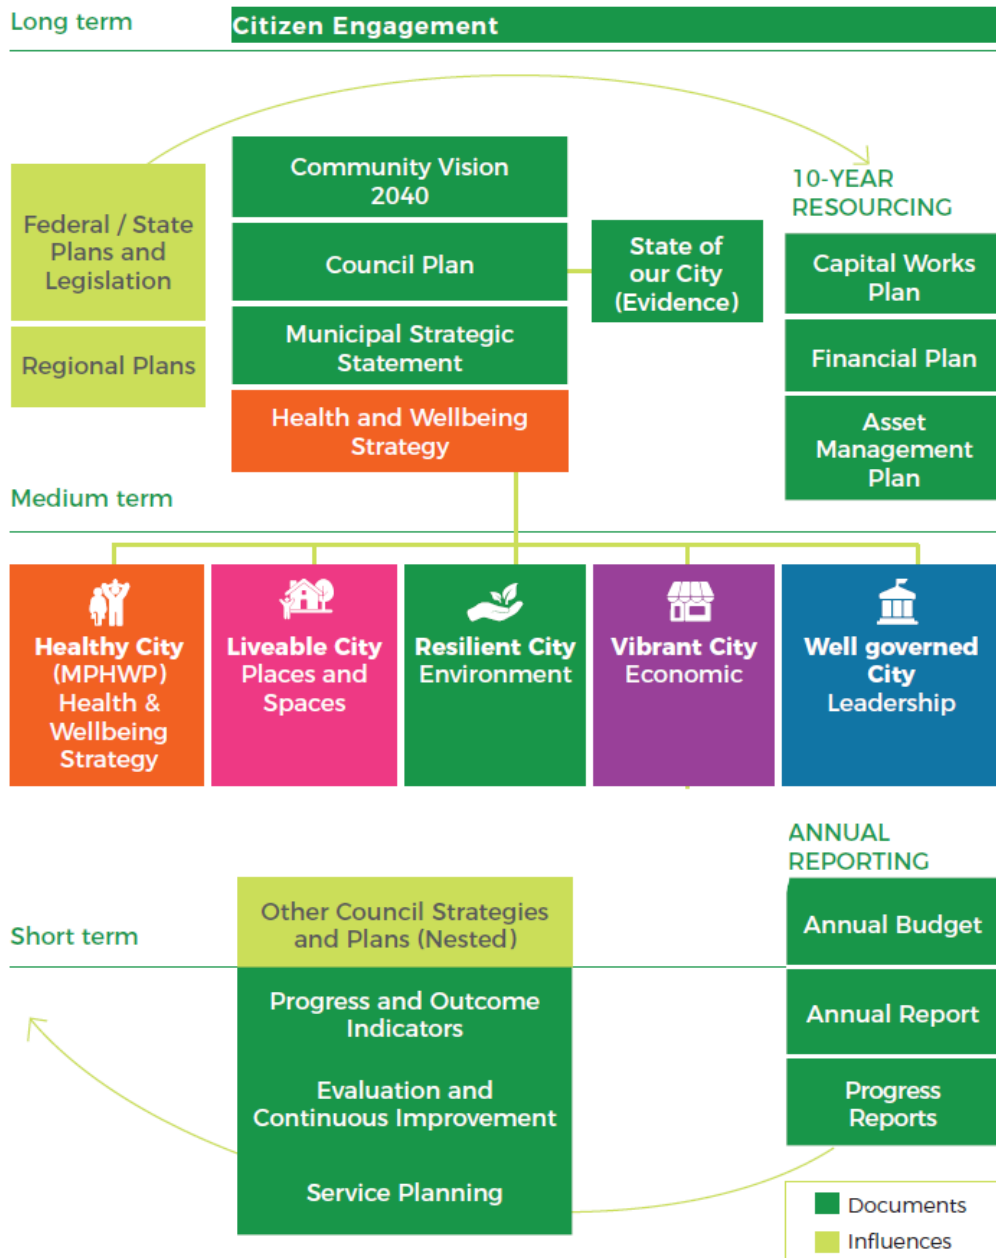 Long term
Citizen Engagement
Federal / State
Plans and
Legislation
Regional Plans
Community Vision
2040
Council Plan
Municipal Strategic
Statement
Health and Wellbeing
Strategy
State of
our City
(Evidence)
10-YEAR
RESOURCING
Capital Works
Plan
Financial Plan
Asset
Management
Plan
Medium term
Healthy City
(MPHWP)
Health &
Wellbeing
Strategy
Liveable City
Places and
Spaces
Resilient City
Environment
Vibrant City
Economic
Well governed
City
Leadership
Short term
Other Council Strategies
and Plans (Nested)
Progress and Outcome
Indicators
Evaluation and
Continuous Improvement
Service Planning
ANNUAL
REPORTING
Annual Budget
Annual Report
Progress
Reports
Documents
Influences